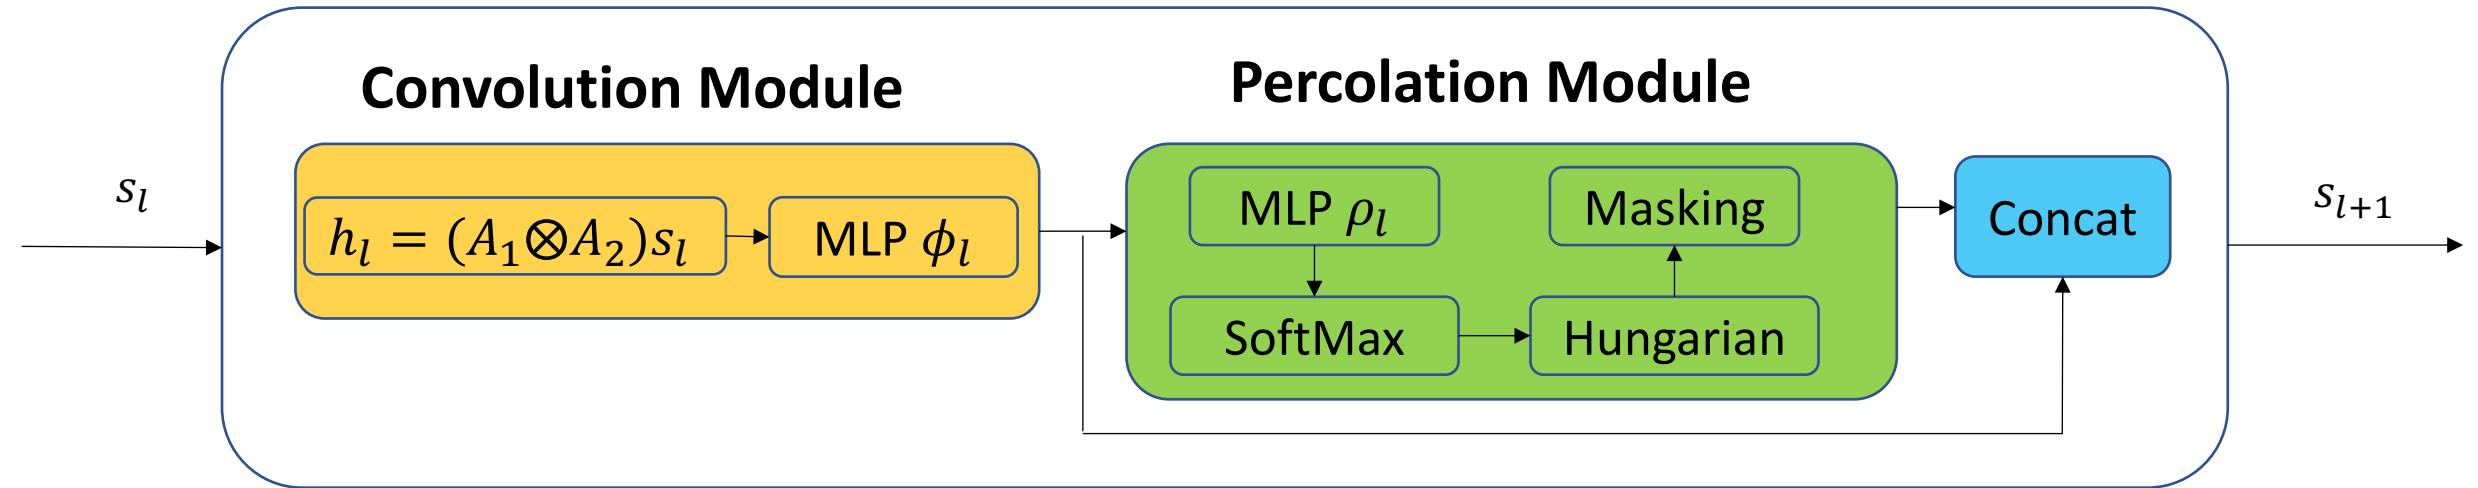 Convolution Module
Percolation Module
s_l
h_l = (A_1⊗A_2)s_l
MLP ϕ_l
MLP ρ_l
SoftMax
Hungarian
Masking
Concat
s_{l+1}